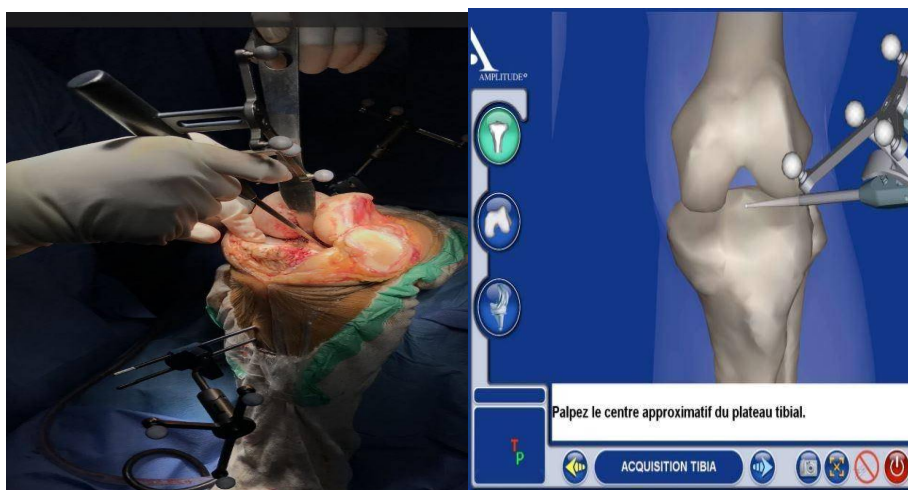 AMPLITUDE®
Palpez le centre approximatif du plateau tibial.
T
P
ACQUISITION TIBIA